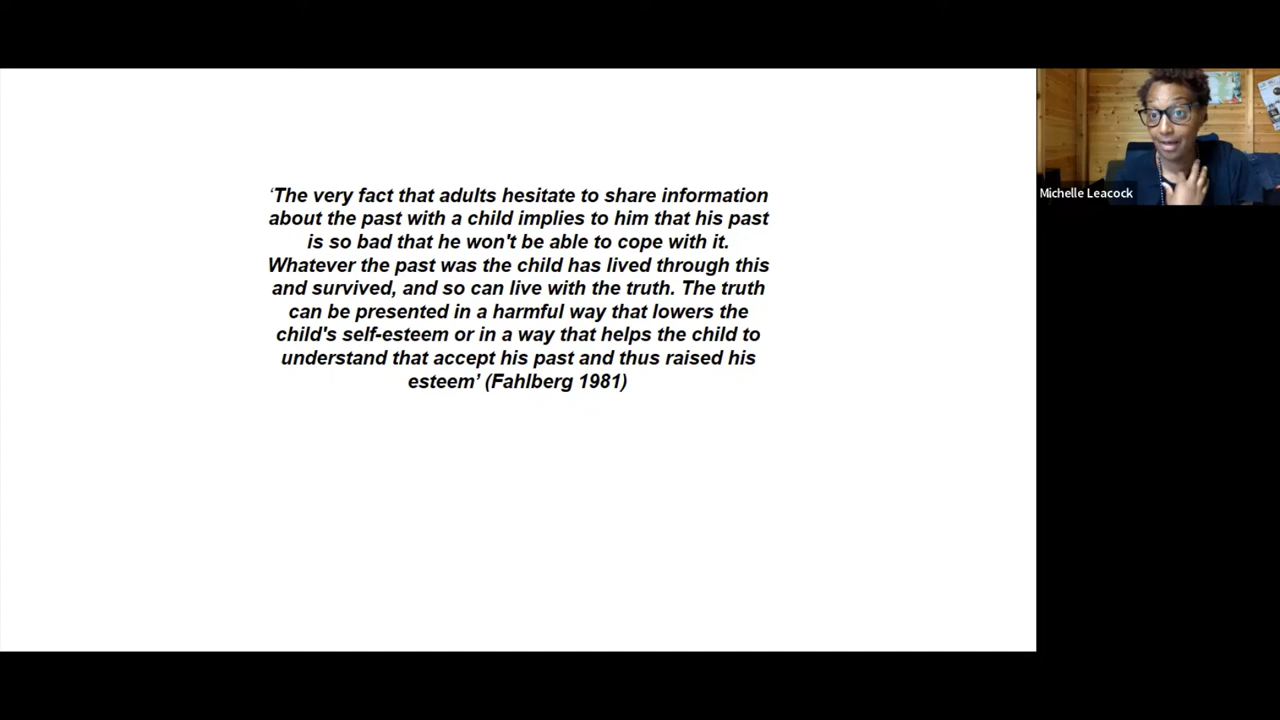 ‘The very fact that adults hesitate to share information
about the past with a child implies to him that his past
is so bad that he won't be able to cope with it.
Whatever the past was the child has lived through this
and survived, and so can live with the truth. The truth
can be presented in a harmful way that lowers the
child's self-esteem or in a way that helps the child to
understand that accept his past and thus raised his
esteem’ (Fahlberg 1981)
Michelle Leacock